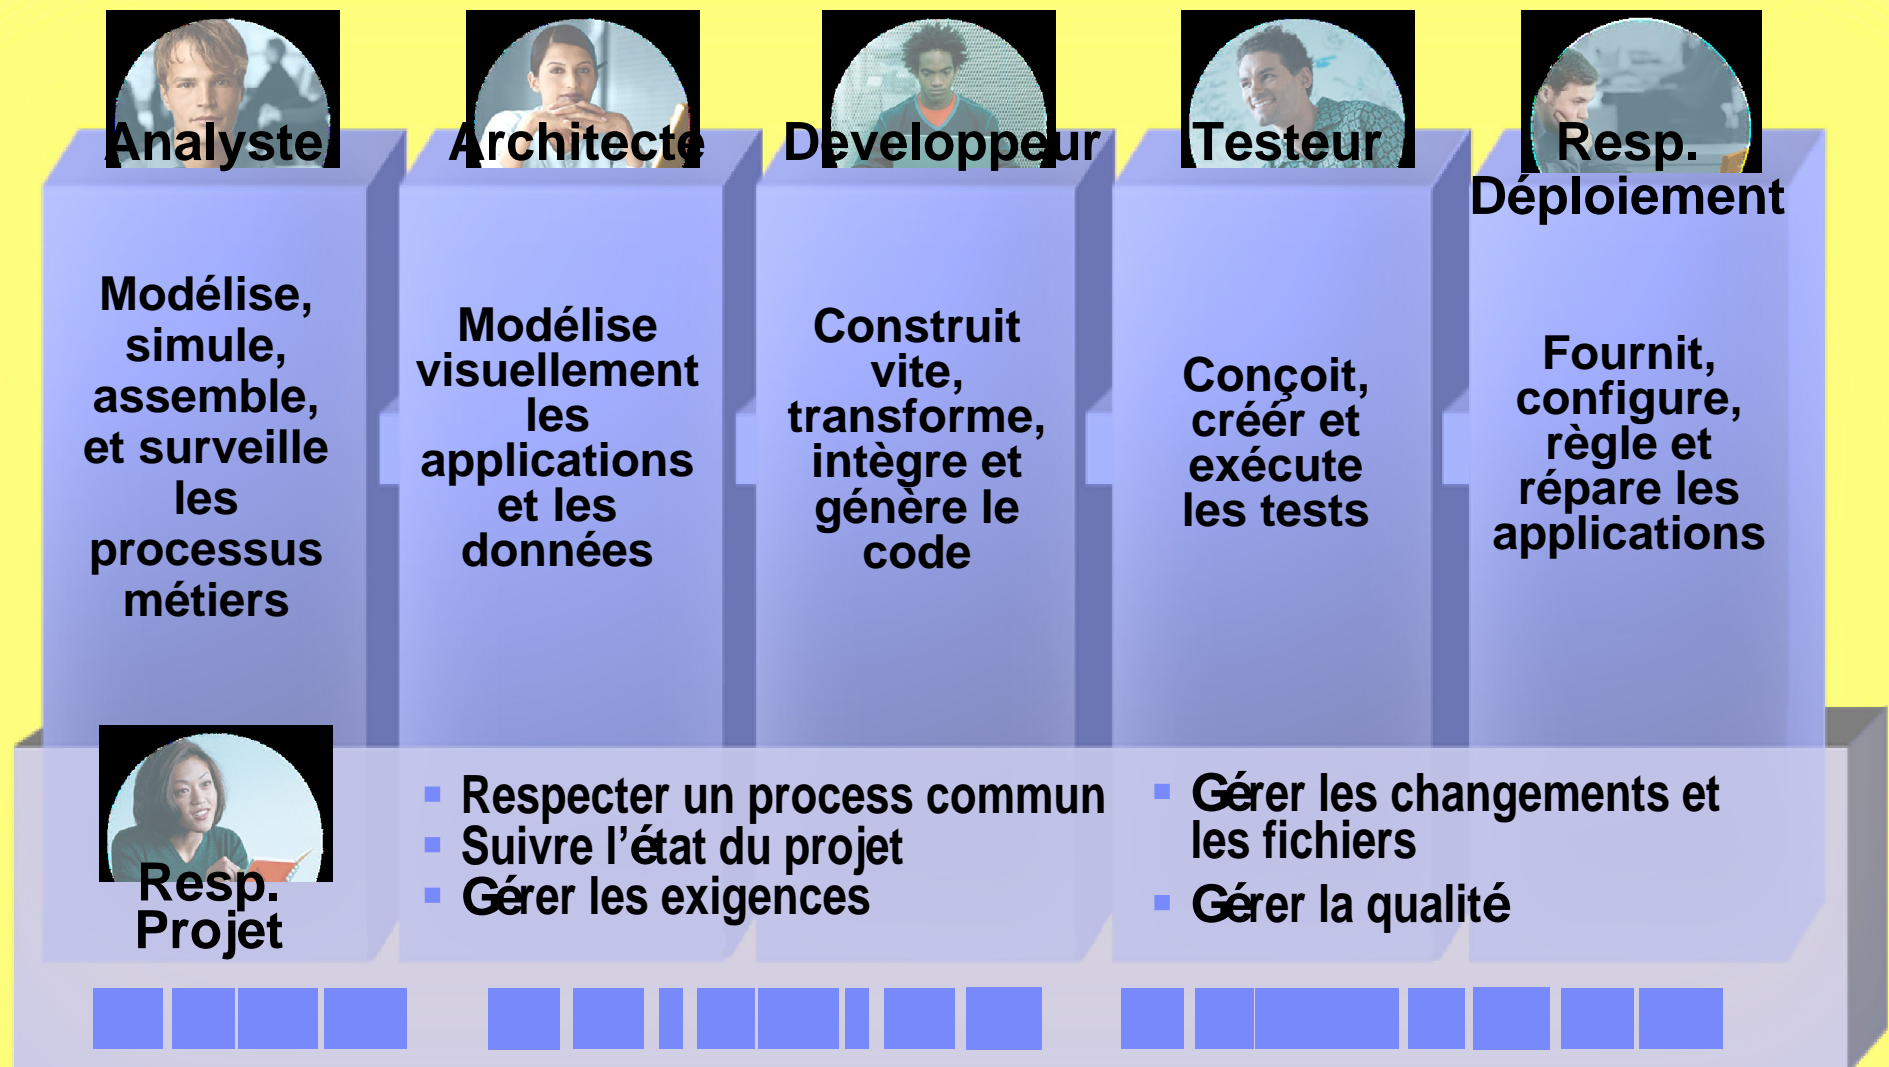 Analyste
Architecte
Developpeur
Testeur
Resp.
Déploiement
Modélise,
simule,
assemble,
et surveille
les
processus
métiers
Modélise
visuellement
les
applications
et les
données
Construit
vite,
transforme,
intègre et
génère le
code
Conçoit,
créér et
exécute
les tests
Fournit,
configure,
règle et
répare les
applications
Resp.
Projet
▪ Respecter un process commun
▪ Suivre l’état du projet
▪ Gérer les exigences
▪ Gérer les changements et
les fichiers
▪ Gérer la qualité